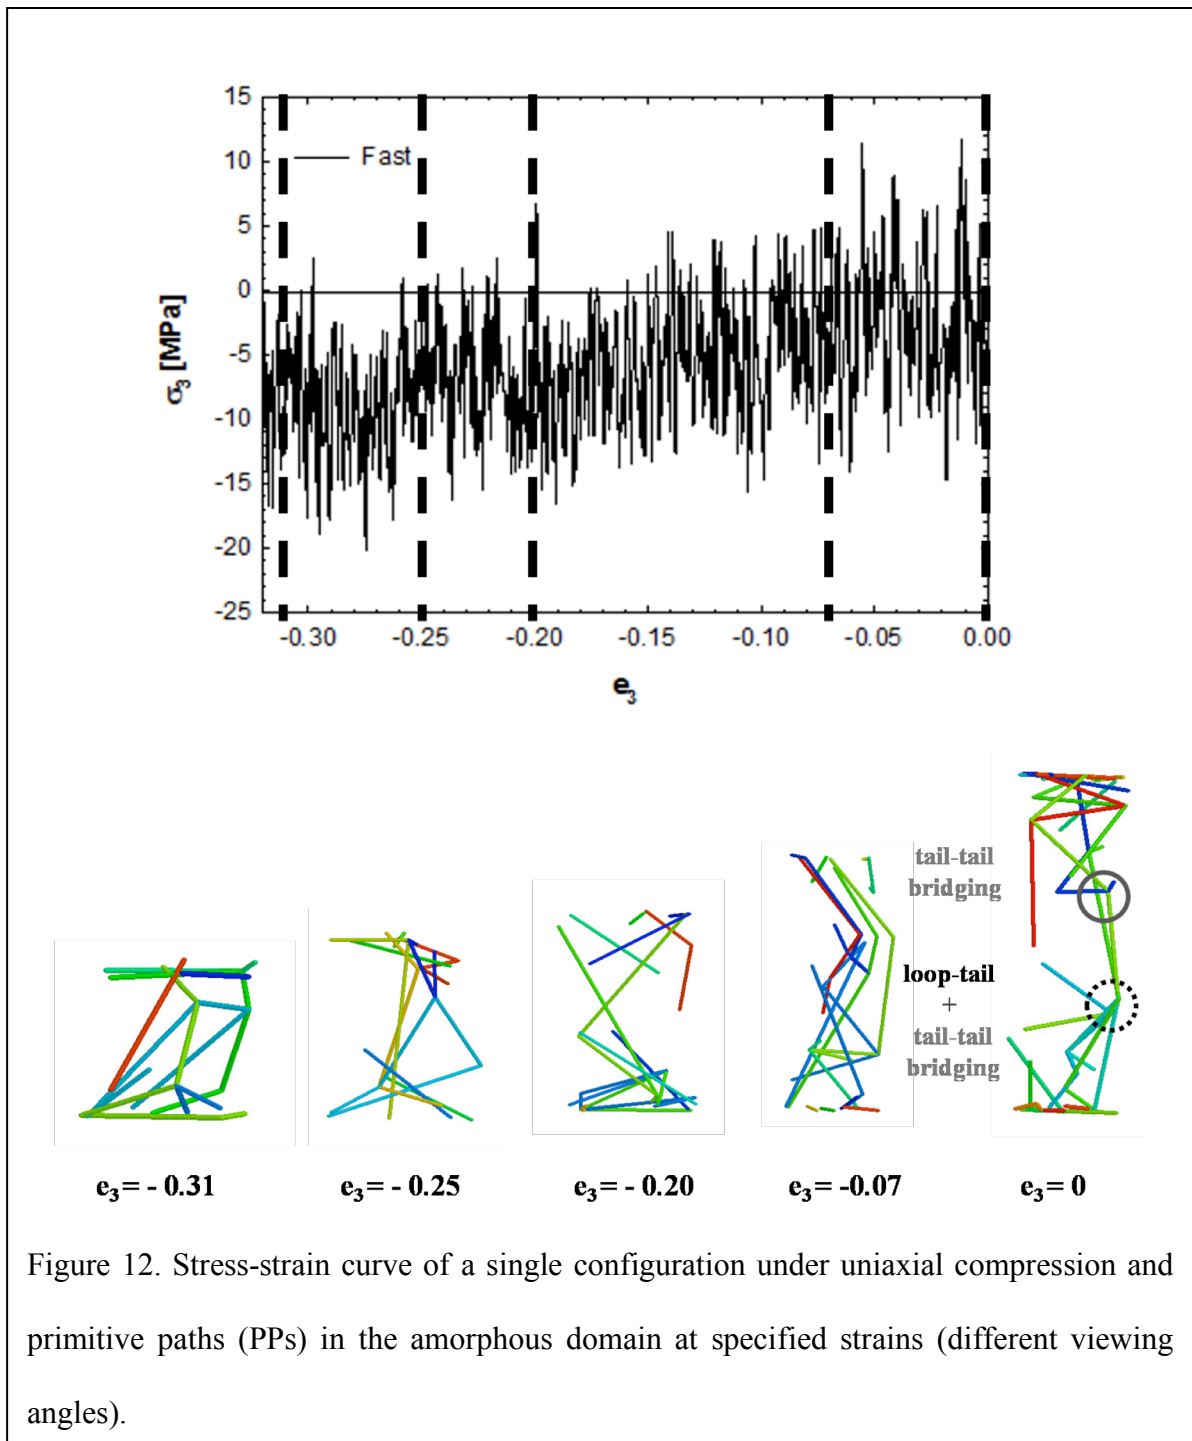 15
10
5
0
-5
-10
-15
-20
-25
Fast
σ3 [MPa]
-0.30 -0.25 -0.20 -0.15 -0.10 -0.05 0.00
e3
tail-tail
bridging
loop-tail
+
tail-tail
bridging
e3 = - 0.31 e3 = - 0.25 e3 = - 0.20 e3 = -0.07 e3 = 0
Figure 12. Stress-strain curve of a single configuration under uniaxial compression and
primitive paths (PPs) in the amorphous domain at specified strains (different viewing
angles).